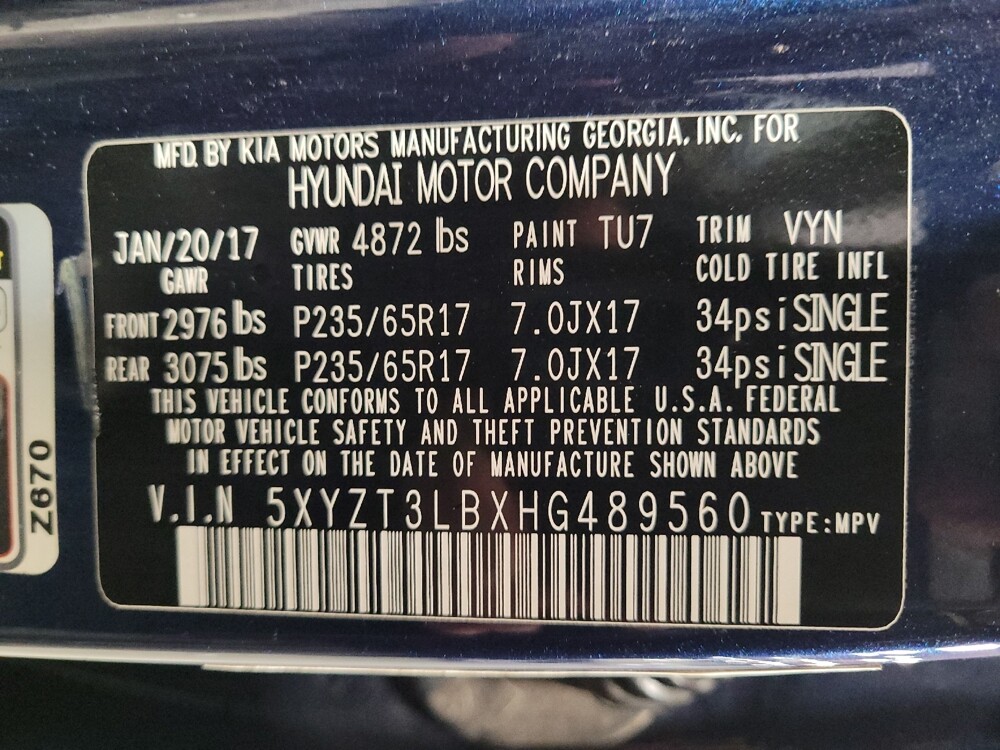 MFD. BY KIA MOTORS MANUFACTURING GEORGIA, INC. FOR
HYUNDAI MOTOR COMPANY
JAN/20/17 GVWR 4872 lbs PAINT TU7 TRIM VYN
GAWR TIRES RIMS COLD TIRE INFL
FRONT 2976 lbs P235/65R17 7.0JX17 34psi SINGLE
REAR 3075 lbs P235/65R17 7.0JX17 34psi SINGLE
THIS VEHICLE CONFORMS TO ALL APPLICABLE U.S.A. FEDERAL
MOTOR VEHICLE SAFETY AND THEFT PREVENTION STANDARDS
IN EFFECT ON THE DATE OF MANUFACTURE SHOWN ABOVE
V.I.N 5XYZT3LBXHG489560 TYPE:MPV
Z670